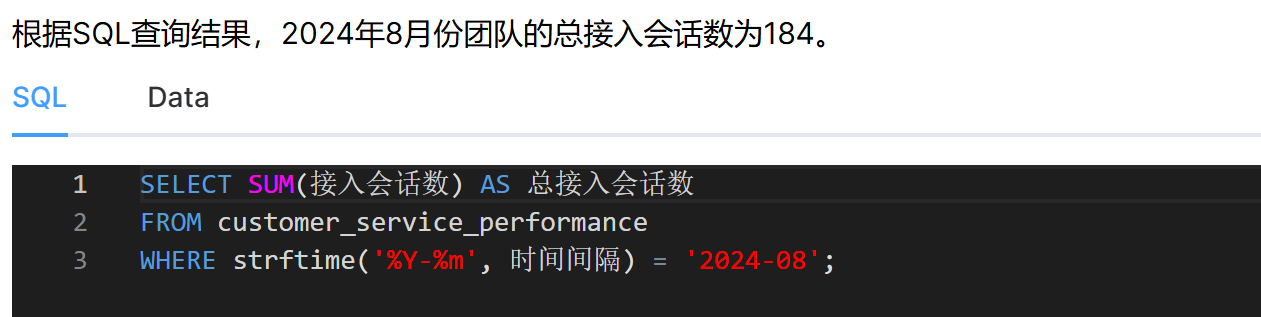 根据SQL查询结果，2024年8月份团队的总接入会话数为184。
SQL Data
1 SELECT SUM(接入会话数) AS 总接入会话数
2 FROM customer_service_performance
3 WHERE strftime('%Y-%m', 时间间隔) = '2024-08';